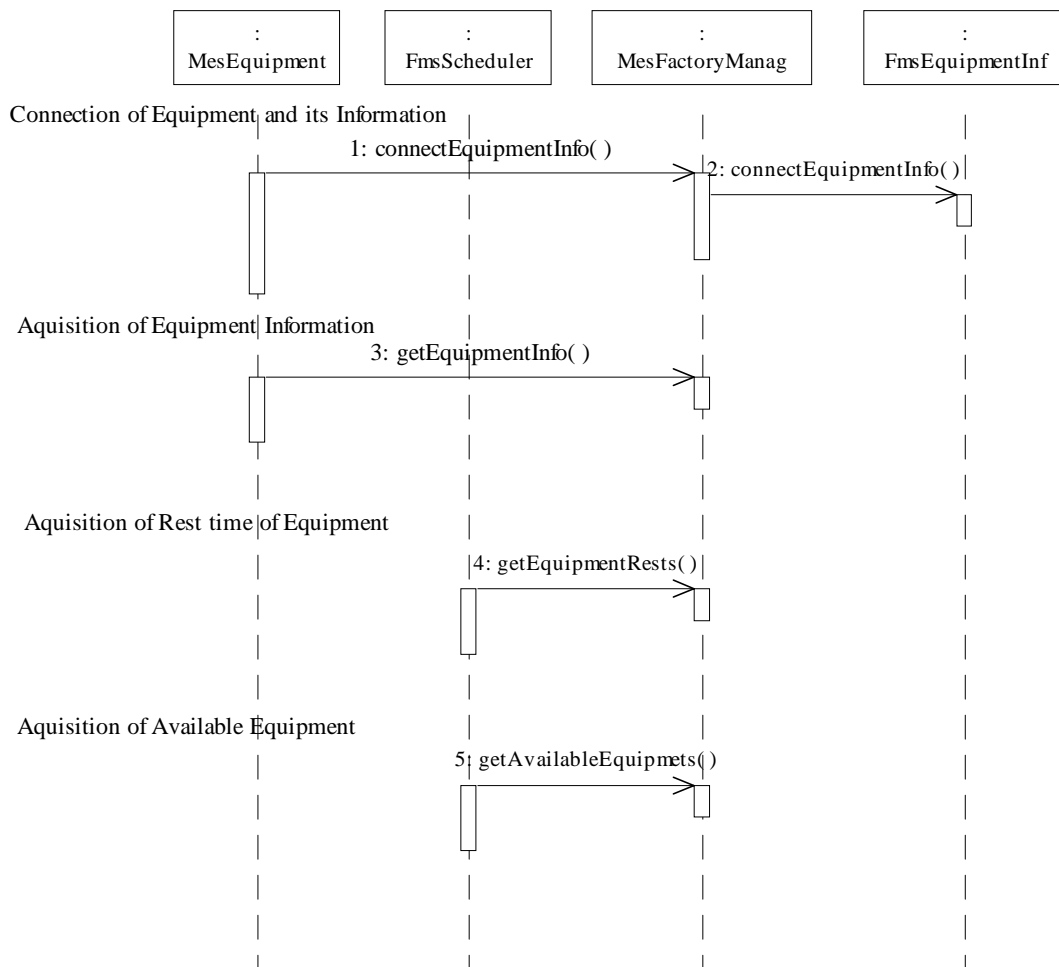 :
MesEquipment
:
FmsScheduler
:
MesFactoryManag
:
FmsEquipmentInf
Connection of Equipment and its Information
1: connectEquipmentInfo( )
2: connectEquipmentInfo( )
Aquisition of Equipment Information
3: getEquipmentInfo( )
Aquisition of Rest time of Equipment
4: getEquipmentRests( )
Aquisition of Available Equipment
5: getAvailableEquipmets( )